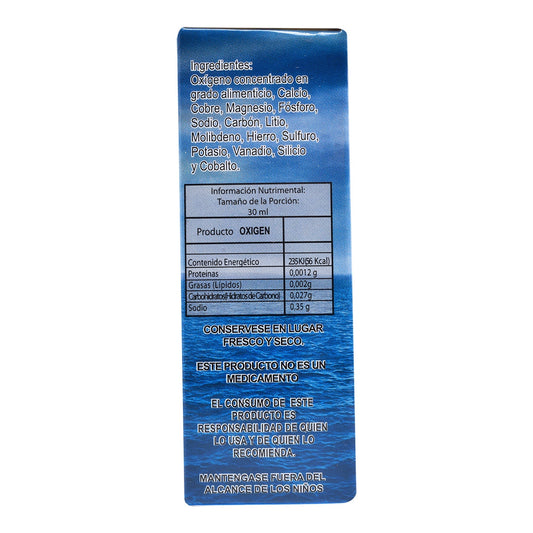 Ingredientes:
Oxígeno concentrado en
grado alimenticio, Calcio,
Cobre, Magnesio, Fósforo,
Sodio, Carbón, Litio,
Molibdeno, Hierro, Sulfuro,
Potasio, Vanadio, Silicio
y Cobalto.
Información Nutrimental:
Tamaño de la Porción:
30 ml
Producto OXIGEN
Contenido Energético 235KJ(56 Kcal)
Proteinas 0,0012 g
Grasas (Lípidos) 0,002g
Carbohidratos(Hidratos de Carbono) 0,027g
Sodio 0,35 g
CONSERVESE EN LUGAR
FRESCO Y SECO.
ESTE PRODUCTO NO ES UN
MEDICAMENTO
EL CONSUMO DE ESTE
PRODUCTO ES
RESPONSABILIDAD DE QUIEN
LO USA Y DE QUIEN LO
RECOMIENDA.
MANTENGASE FUERA DEL
ALCANCE DE LOS NIÑOS